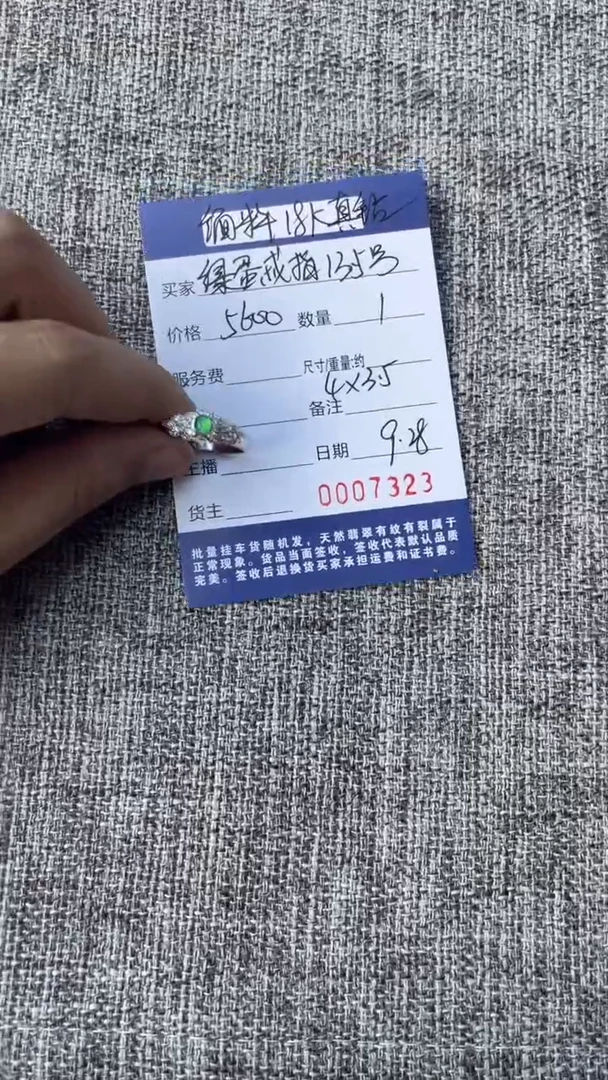 缅料18K真钻
买家 绿蛋戒指135号
价格 5600 数量 1
服务费 尺寸/重量:约
4×3.5
备注
主播 日期 9.28
货主 0007323
批量挂车货随机发，天然翡翠有纹有裂属于
正常现象。货品当面签收，签收代表默认品质
完美。签收后退换货买家承担运费和证书费。